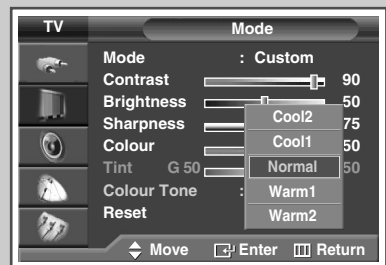 TV Mode
Mode : Custom
Contrast 90
Brightness 50
Sharpness 75
Colour 50
Tint G 50 50
Colour Tone :
Reset
Cool2
Cool1
Normal
Warm1
Warm2
Move Enter Return